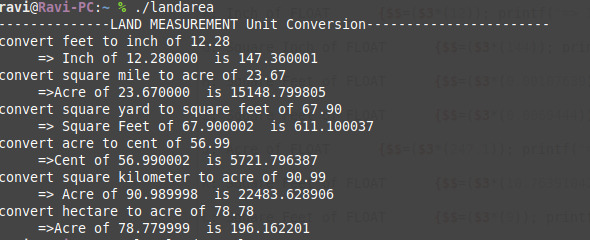 ravi@Ravi-PC:~ % ./landarea
--------------LAND MEASUREMENT Unit Conversion-----------------------
convert feet to inch of 12.28
=> Inch of 12.280000 is 147.360001
convert square mile to acre of 23.67
=>Acre of 23.670000 is 15148.799805
convert square yard to square feet of 67.90
=> Square Feet of 67.900002 is 611.100037
convert acre to cent of 56.99
=>Cent of 56.990002 is 5721.796387
convert square kilometer to acre of 90.99
=> Acre of 90.989998 is 22483.628906
convert hectare to acre of 78.78
=>Acre of 78.779999 is 196.162201